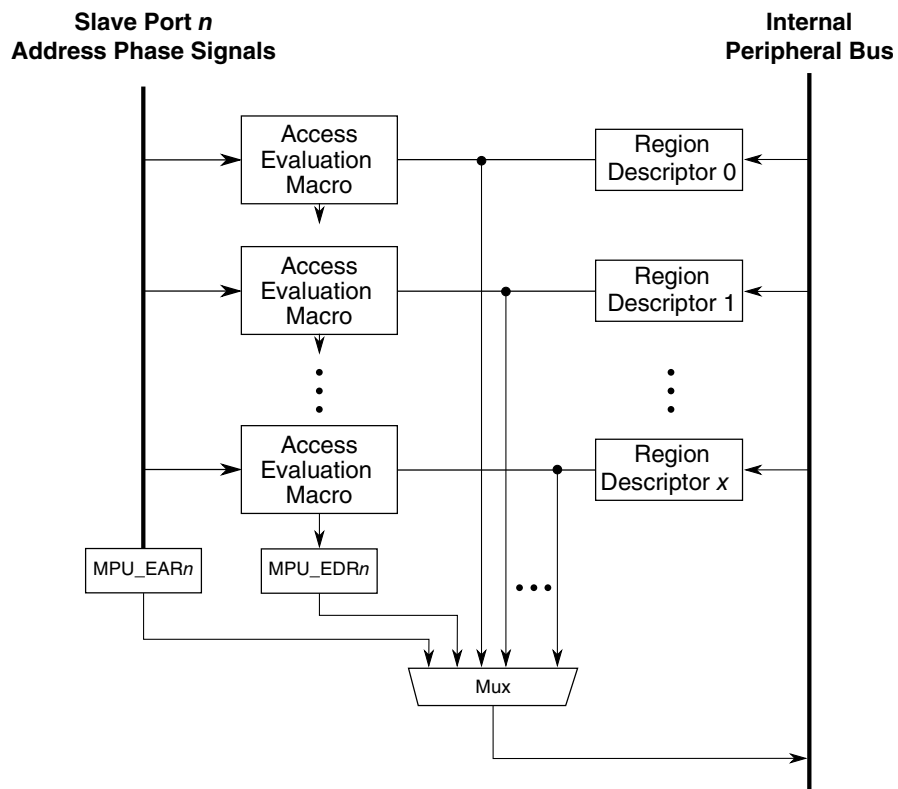 Slave Port n
Address Phase Signals
Internal
Peripheral Bus
Access
Evaluation
Macro
Region
Descriptor 0
Access
Evaluation
Macro
Region
Descriptor 1
Access
Evaluation
Macro
Region
Descriptor x
MPU_EARn
MPU_EDRn
Mux